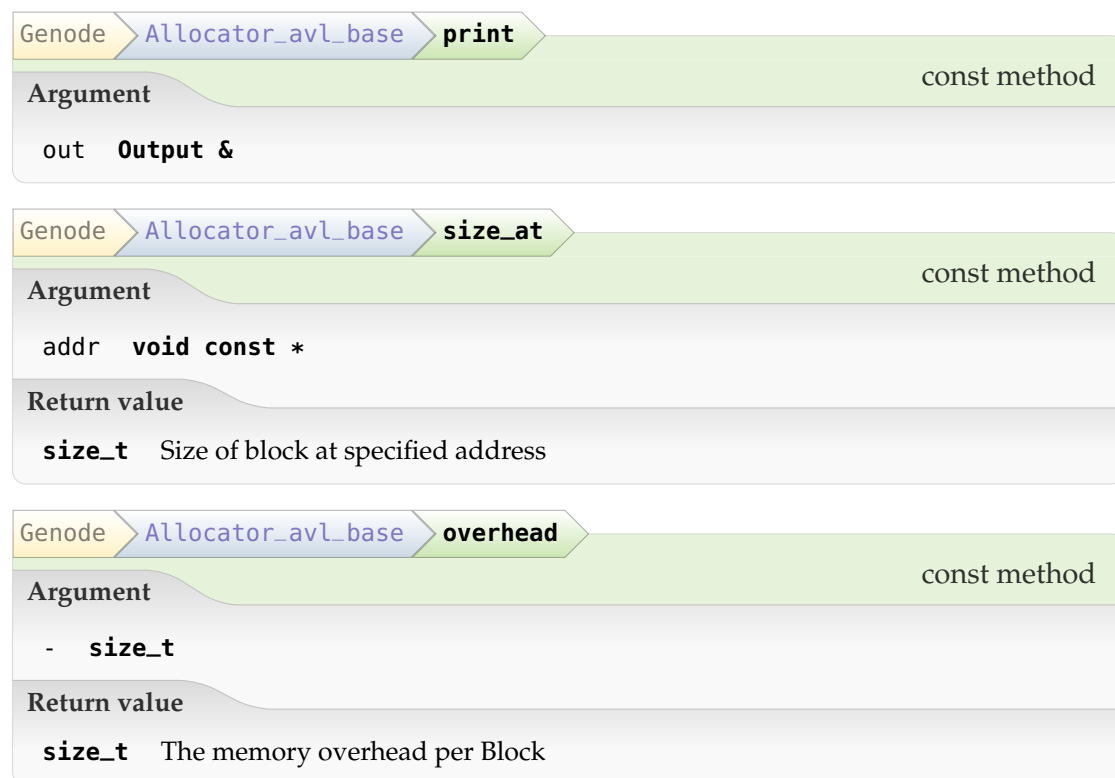 Genode Allocator_avl_base print
const method
Argument
out Output &
Genode Allocator_avl_base size_at
const method
Argument
addr void const *
Return value
size_t Size of block at specified address
Genode Allocator_avl_base overhead
const method
Argument
- size_t
Return value
size_t The memory overhead per Block